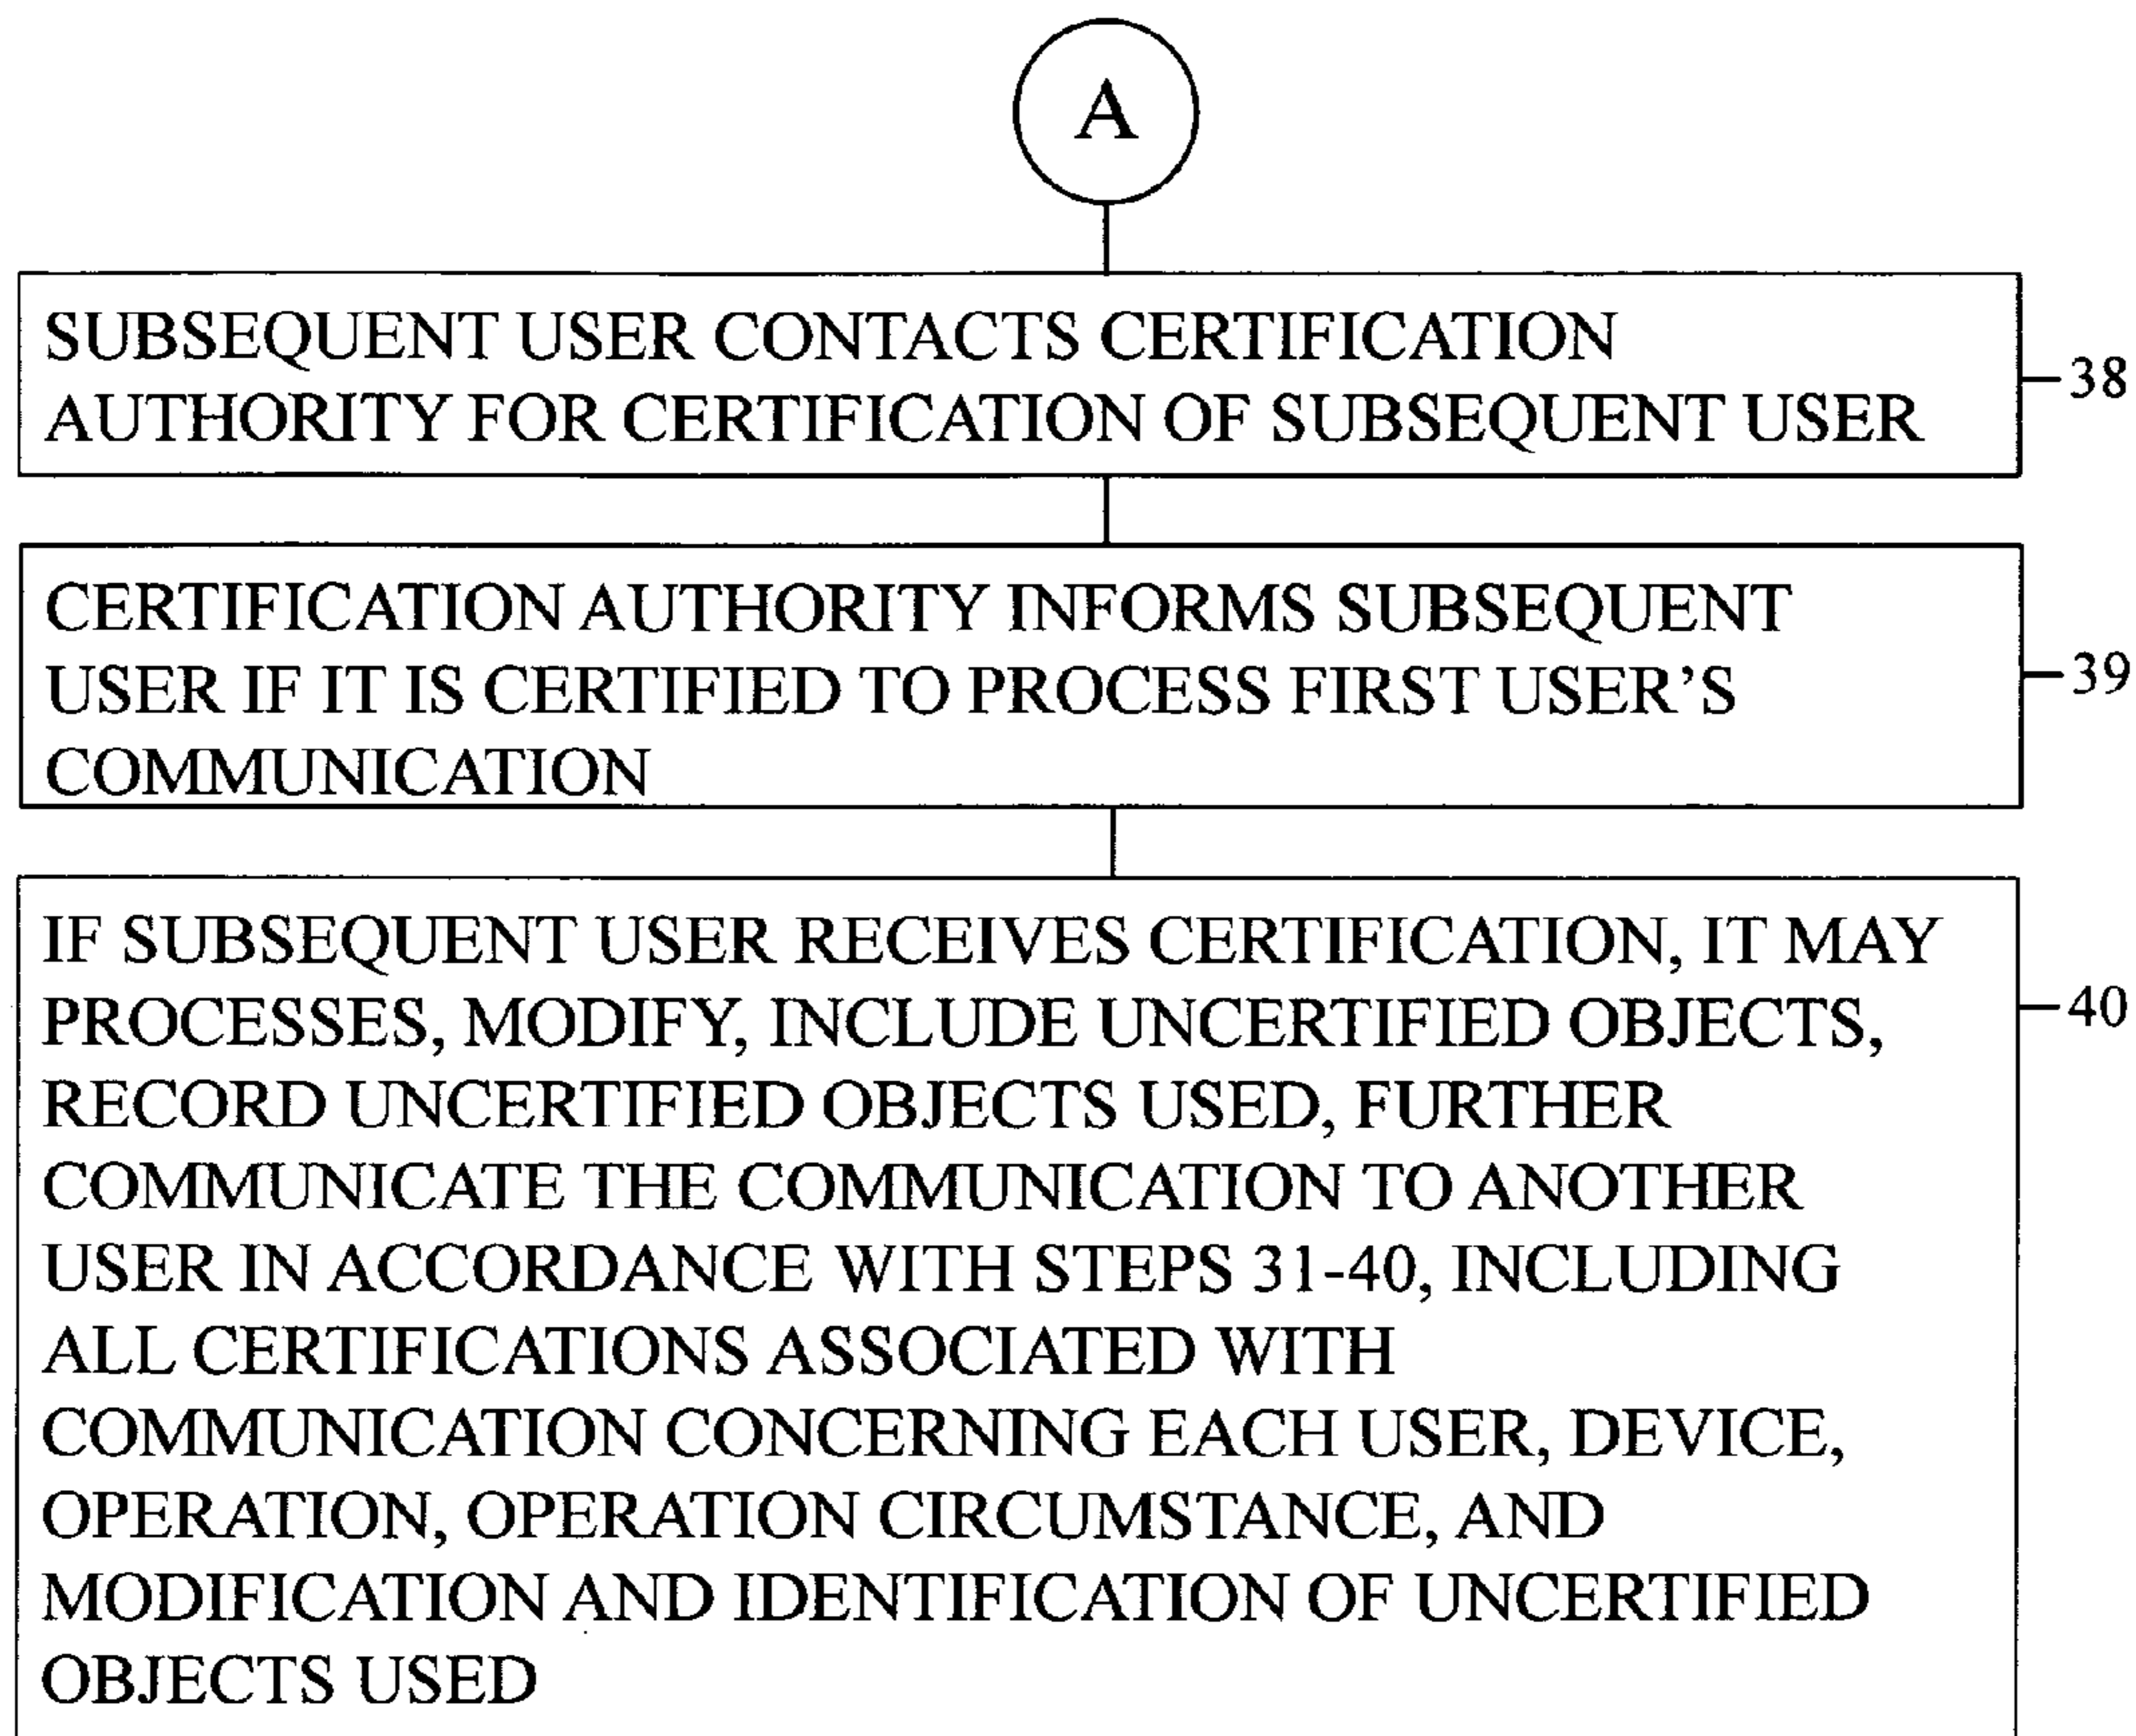 A
SUBSEQUENT USER CONTACTS CERTIFICATION
AUTHORITY FOR CERTIFICATION OF SUBSEQUENT USER
38
CERTIFICATION AUTHORITY INFORMS SUBSEQUENT
USER IF IT IS CERTIFIED TO PROCESS FIRST USER'S
COMMUNICATION
39
IF SUBSEQUENT USER RECEIVES CERTIFICATION, IT MAY
PROCESSES, MODIFY, INCLUDE UNCERTIFIED OBJECTS,
RECORD UNCERTIFIED OBJECTS USED, FURTHER
COMMUNICATE THE COMMUNICATION TO ANOTHER
USER IN ACCORDANCE WITH STEPS 31-40, INCLUDING
ALL CERTIFICATIONS ASSOCIATED WITH
COMMUNICATION CONCERNING EACH USER, DEVICE,
OPERATION, OPERATION CIRCUMSTANCE, AND
MODIFICATION AND IDENTIFICATION OF UNCERTIFIED
OBJECTS USED
40